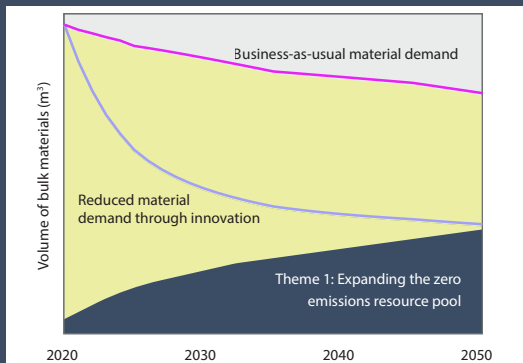 Business-as-usual material demand
Volume of bulk materials (m³)
Reduced material
demand through innovation
Theme 1: Expanding the zero
emissions resource pool
2020 2030 2040 2050